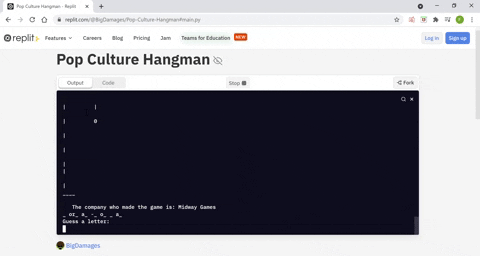 Pop Culture Hangman
replit.com/@BigDamages/Pop-Culture-Hangman#main.py
replit
Features
Careers
Blog
Pricing
Jam
Teams for Education
NEW
Log in
Sign up
Pop Culture Hangman
Output
Code
Stop
Fork
|         |
|         O
|
|
|
|
|
____
The company who made the game is: Midway Games
_ or_ a_ -_ o_ _ a_
Guess a letter:
BigDamages